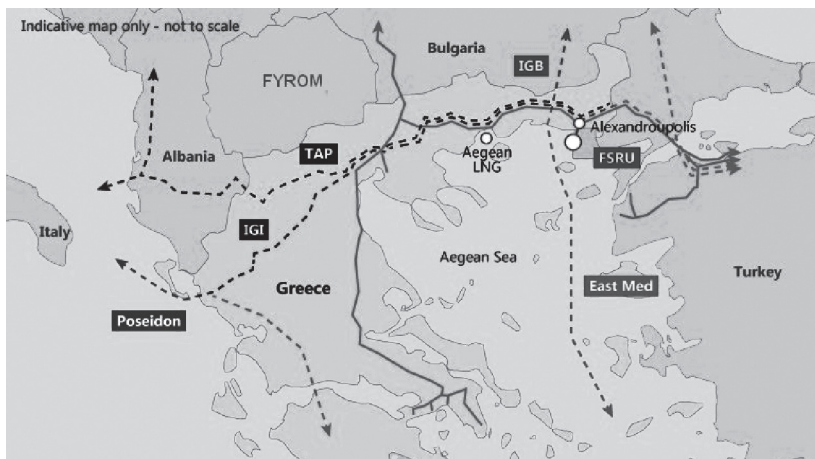 Indicative map only - not to scale
Bulgaria
IGB
FYROM
Alexandroupolis
Albania
TAP
Aegean
LNG
FSRU
Italy
IGI
Aegean Sea
Turkey
Greece
East Med
Poseidon